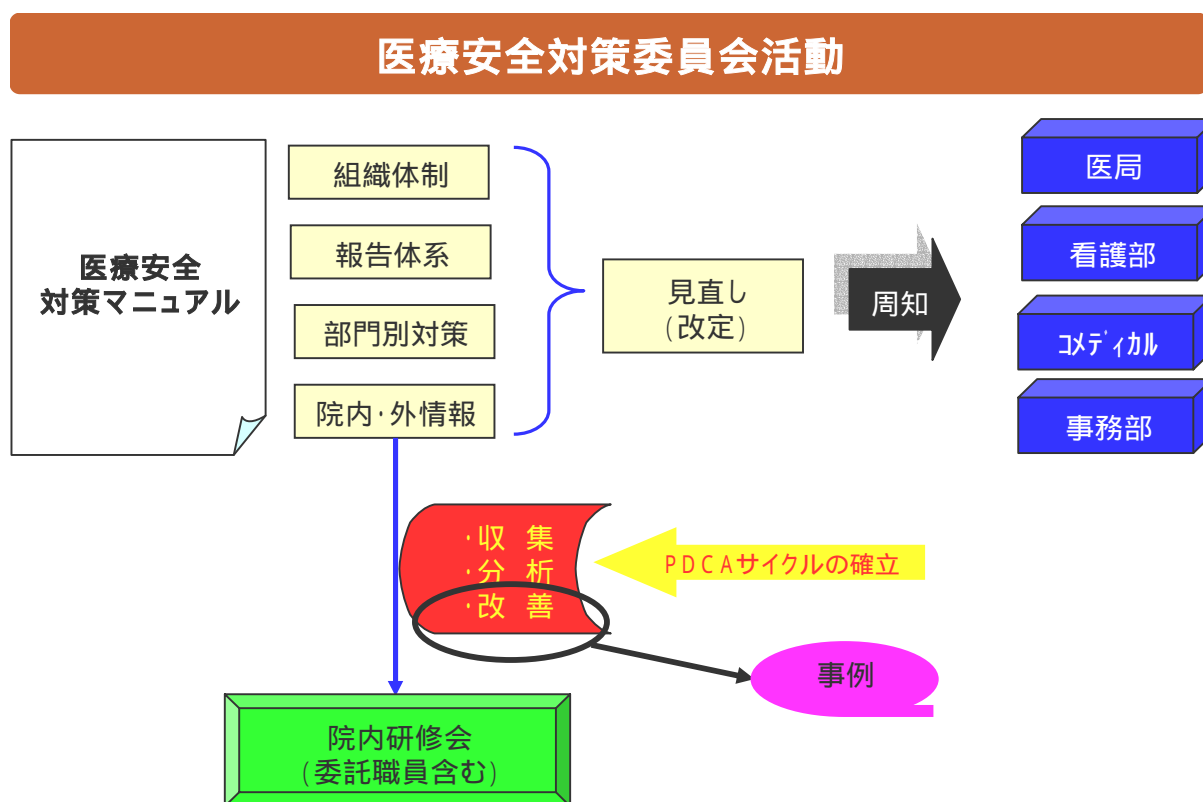 医療安全対策委員会活動
医療安全
対策マニュアル
組織体制
報告体系
部門別対策
院内・外情報
見直し
(改定)
周知
医局
看護部
ｺﾒﾃﾞｨｶﾙ
事務部
・収 集
・分 析
・改 善
PDCAサイクルの確立
事例
院内研修会
(委託職員含む)